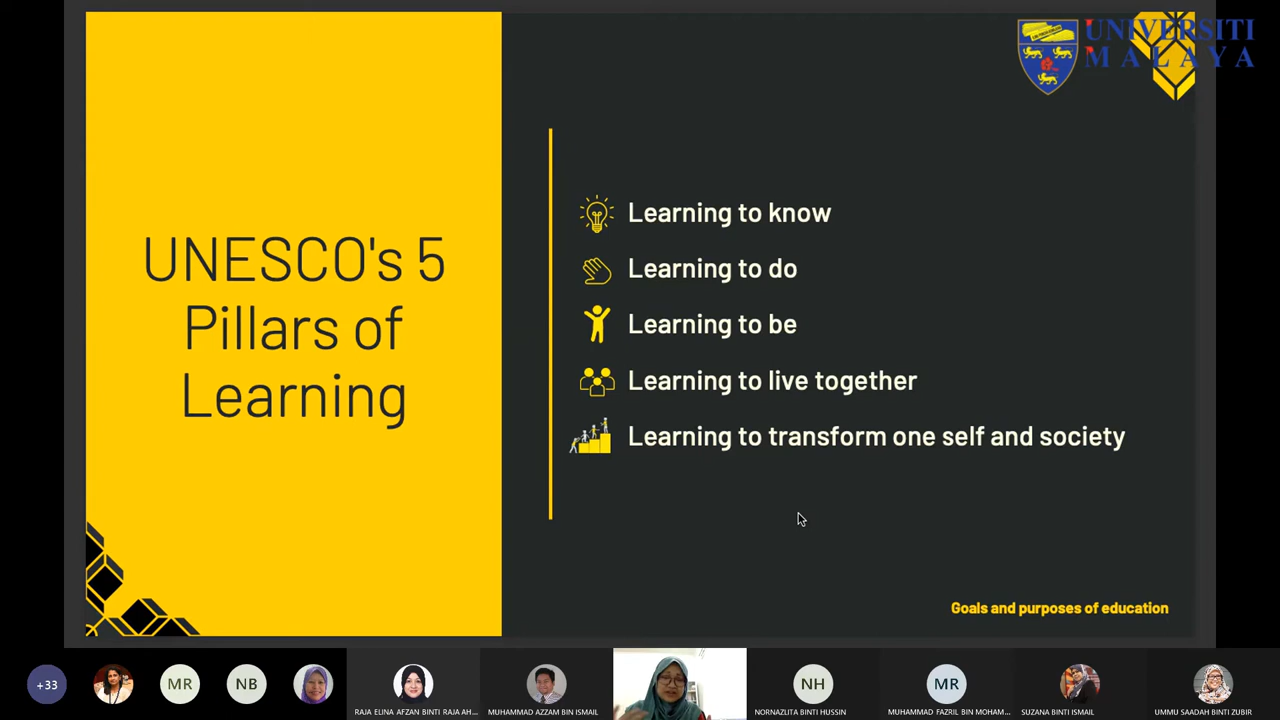 UNIVERSITI
MALAYA
UNESCO's 5
Pillars of
Learning
Learning to know
Learning to do
Learning to be
Learning to live together
Learning to transform one self and society
Goals and purposes of education
+33
MR
NB
RAJA ELINA AFZAN BINTI RAJA AH...
MUHAMMAD AZZAM BIN ISMAIL
NH
NORNAZLITA BINTI HUSSIN
MR
MUHAMMAD FAZRIL BIN MOHAM...
SUZANA BINTI ISMAIL
UMMU SAADAH BINTI ZUBIR